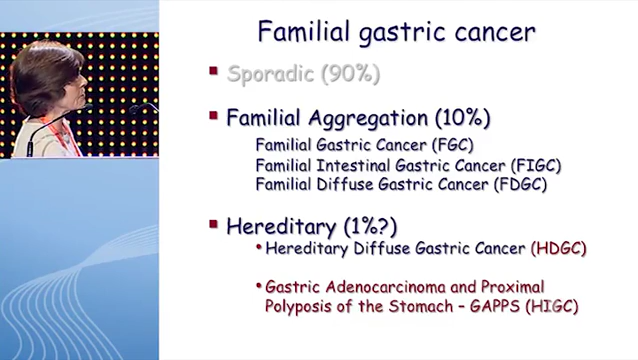 Familial gastric cancer
Sporadic (90%)
Familial Aggregation (10%)
Familial Gastric Cancer (FGC)
Familial Intestinal Gastric Cancer (FIGC)
Familial Diffuse Gastric Cancer (FDGC)
Hereditary (1%?)
Hereditary Diffuse Gastric Cancer (HDGC)
Gastric Adenocarcinoma and Proximal
Polyposis of the Stomach – GAPPS (HIGC)